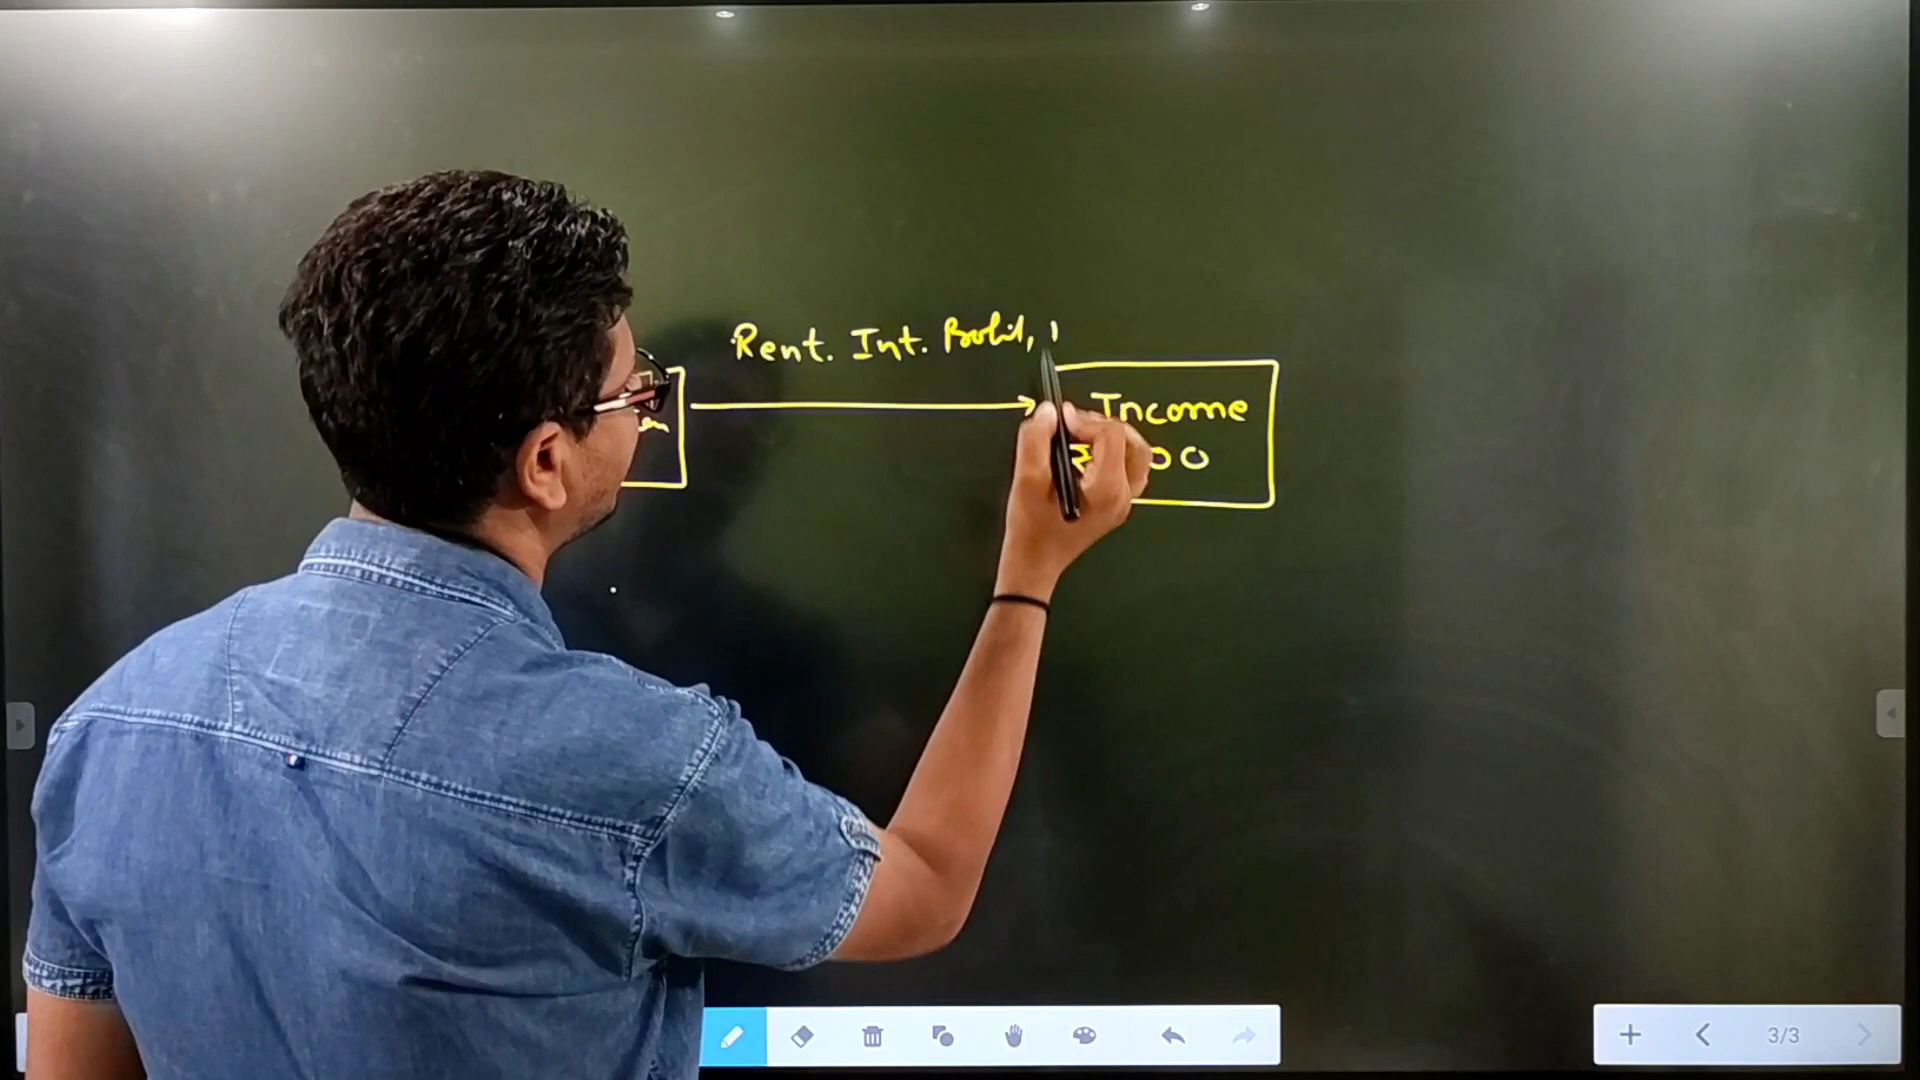 Rent. Int. Profit,
Income
₹ 00
3/3